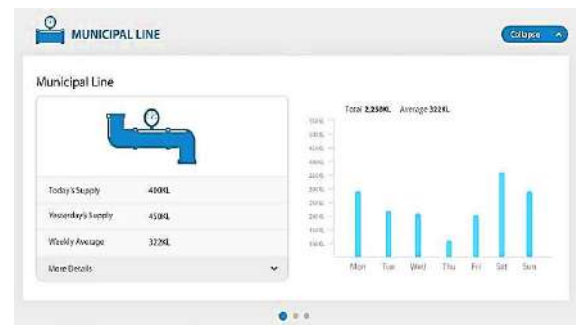 MUNICIPAL LINE
Collapse
Municipal Line
Total 2,250KL Average 322KL
Today's Supply 400KL
Yesterday's Supply 450KL
Weekly Average 322KL
More Details
Mon Tue Wed Thu Fri Sat Sun